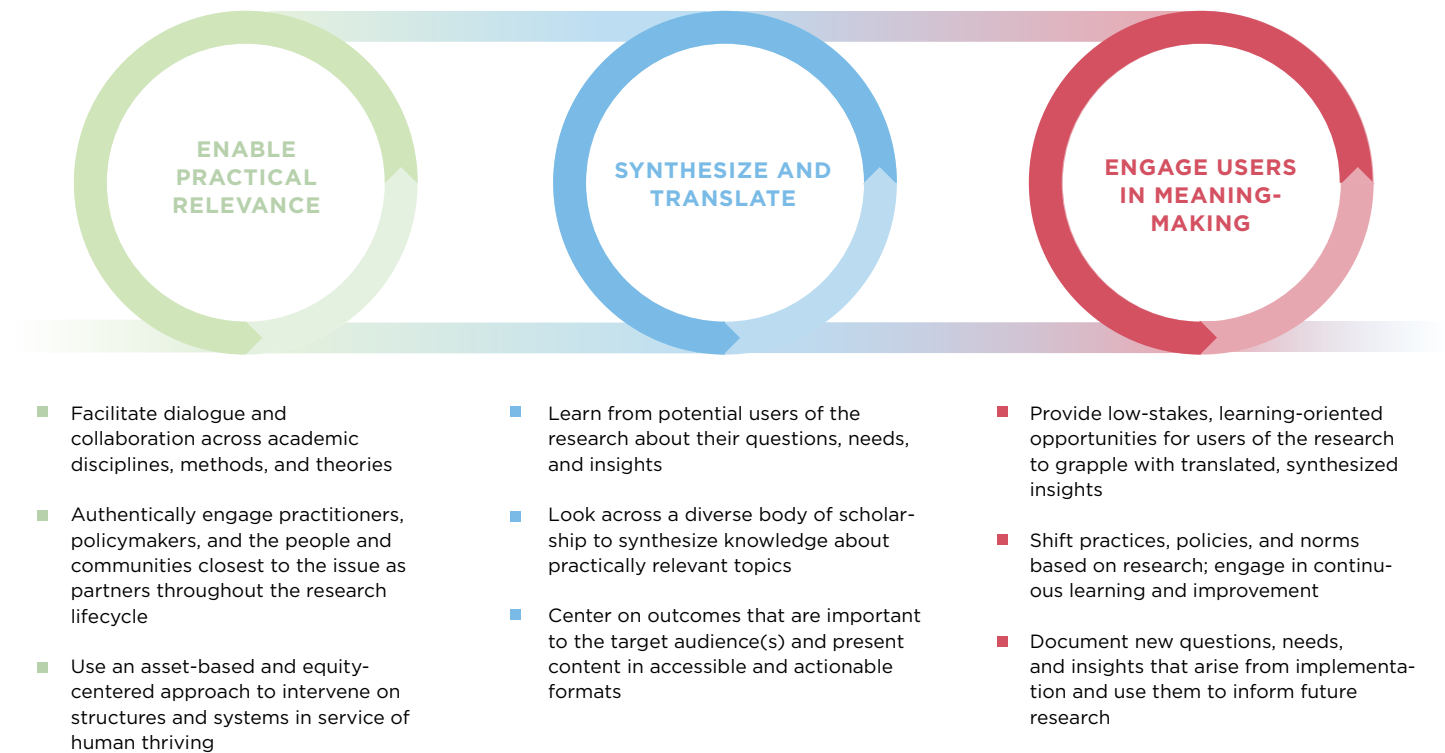 ENABLE
PRACTICAL
RELEVANCE
SYNTHESIZE AND
TRANSLATE
ENGAGE USERS
IN MEANING-
MAKING
Facilitate dialogue and
collaboration across academic
disciplines, methods, and theories
Authentically engage practitioners,
policymakers, and the people and
communities closest to the issue as
partners throughout the research
lifecycle
Use an asset-based and equity-
centered approach to intervene on
structures and systems in service of
human thriving
Learn from potential users of the
research about their questions, needs,
and insights
Look across a diverse body of scholar-
ship to synthesize knowledge about
practically relevant topics
Center on outcomes that are important
to the target audience(s) and present
content in accessible and actionable
formats
Provide low-stakes, learning-oriented
opportunities for users of the research
to grapple with translated, synthesized
insights
Shift practices, policies, and norms
based on research; engage in continu-
ous learning and improvement
Document new questions, needs,
and insights that arise from implementa-
tion and use them to inform future
research